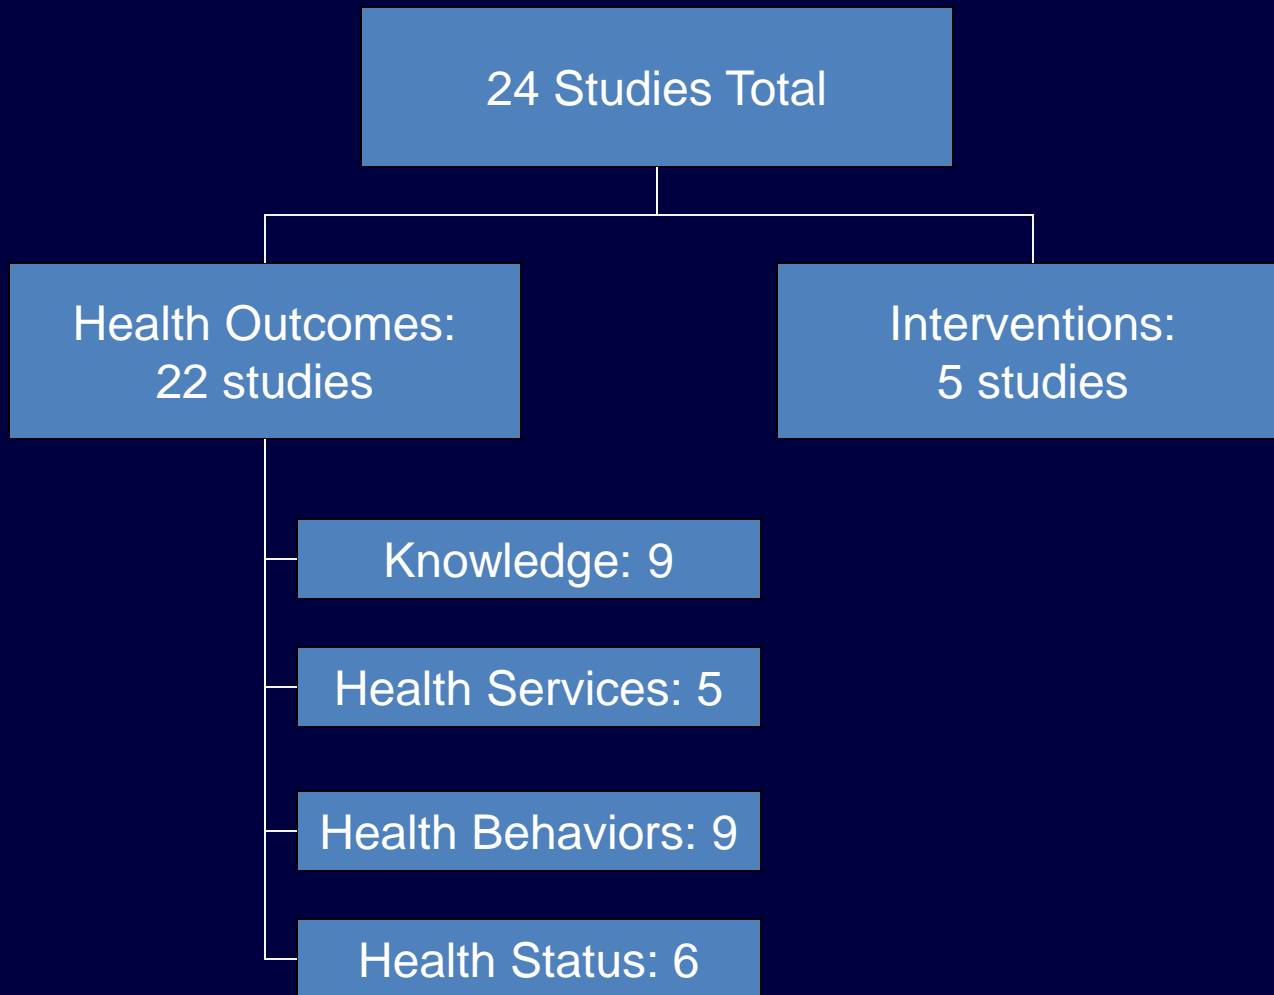 24 Studies Total
Health Outcomes:
22 studies
Interventions:
5 studies
Knowledge: 9
Health Services: 5
Health Behaviors: 9
Health Status: 6